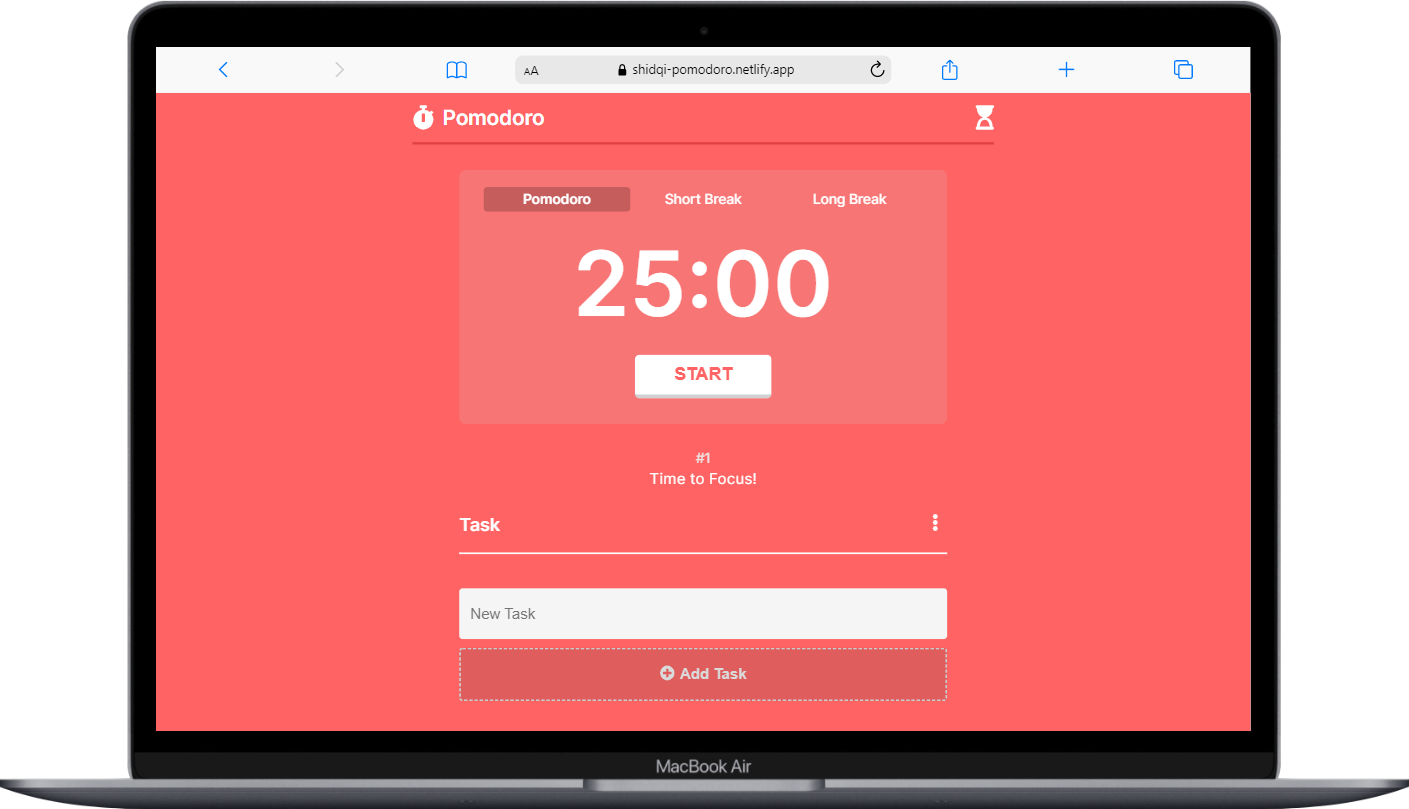 AA shidqi-pomodoro.netlify.app
Pomodoro
Pomodoro Short Break Long Break
25:00
START
#1
Time to Focus!
Task
New Task
Add Task
MacBook Air